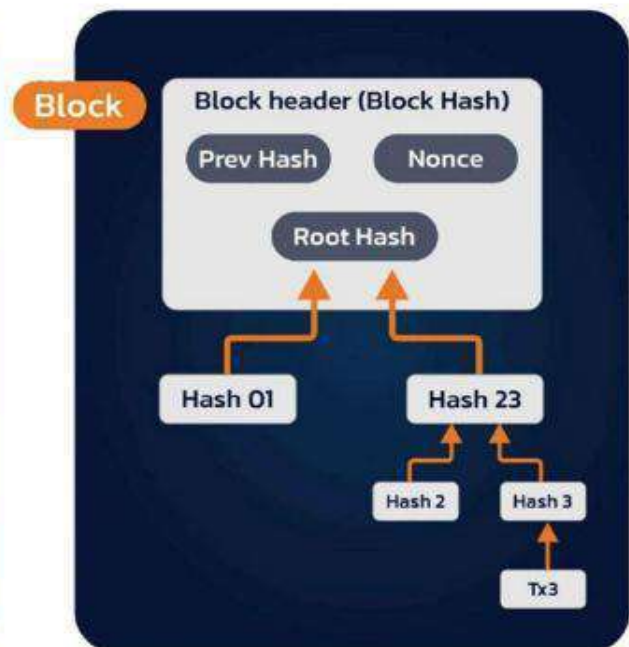 Block
Block header (Block Hash)
Prev Hash
Nonce
Root Hash
Hash 01
Hash 23
Hash 2
Hash 3
Tx3